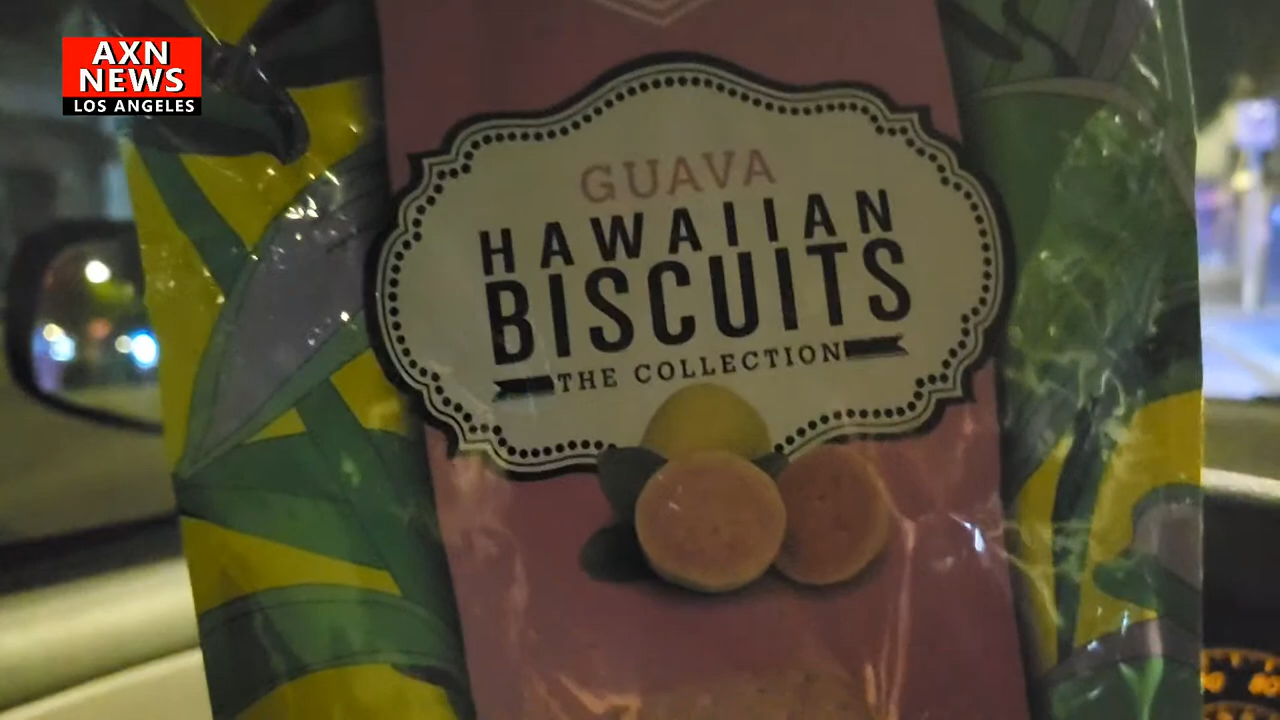 AXN
NEWS
LOS ANGELES
GUAVA
HAWAIIAN
BISCUITS
THE COLLECTION